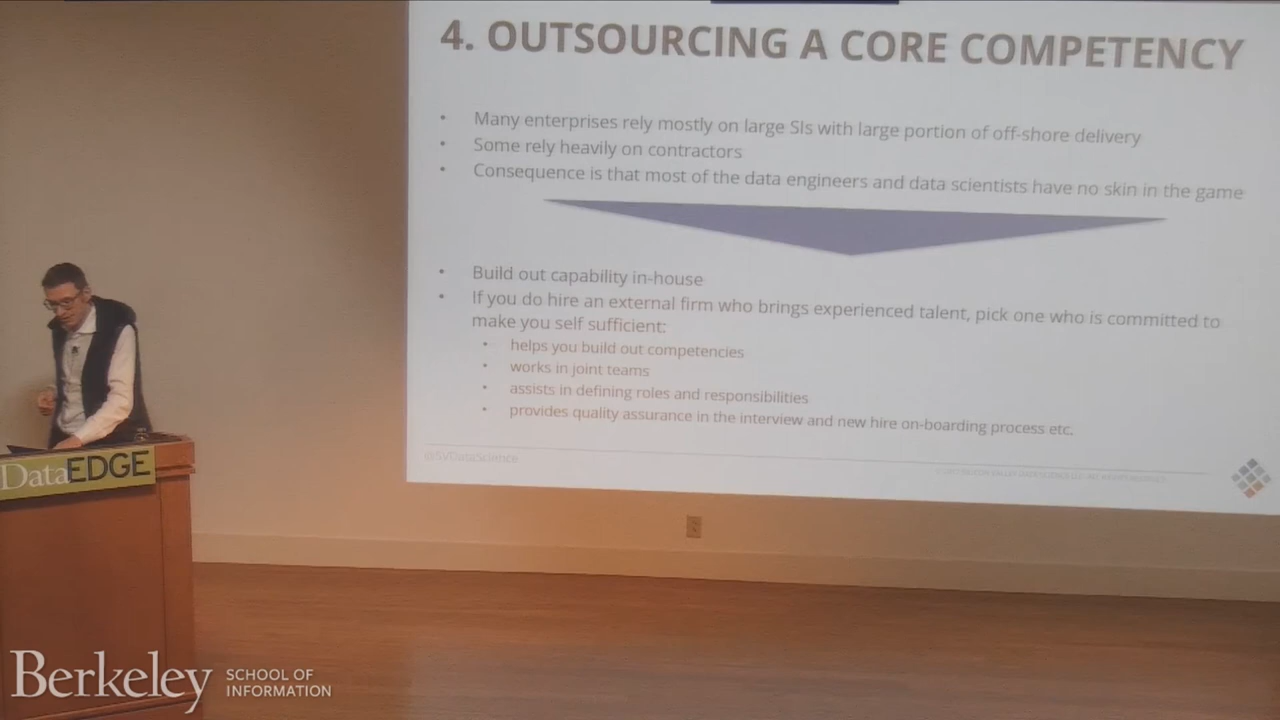 4. OUTSOURCING A CORE COMPETENCY
• Many enterprises rely mostly on large SIs with large portion of off-shore delivery
• Some rely heavily on contractors
• Consequence is that most of the data engineers and data scientists have no skin in the game
• Build out capability in-house
• If you do hire an external firm who brings experienced talent, pick one who is committed to
make you self sufficient:
• helps you build out competencies
• works in joint teams
• assists in defining roles and responsibilities
• provides quality assurance in the interview and new hire on-boarding process etc.
@SVDataScience
DataEDGE
Berkeley
SCHOOL OF
INFORMATION